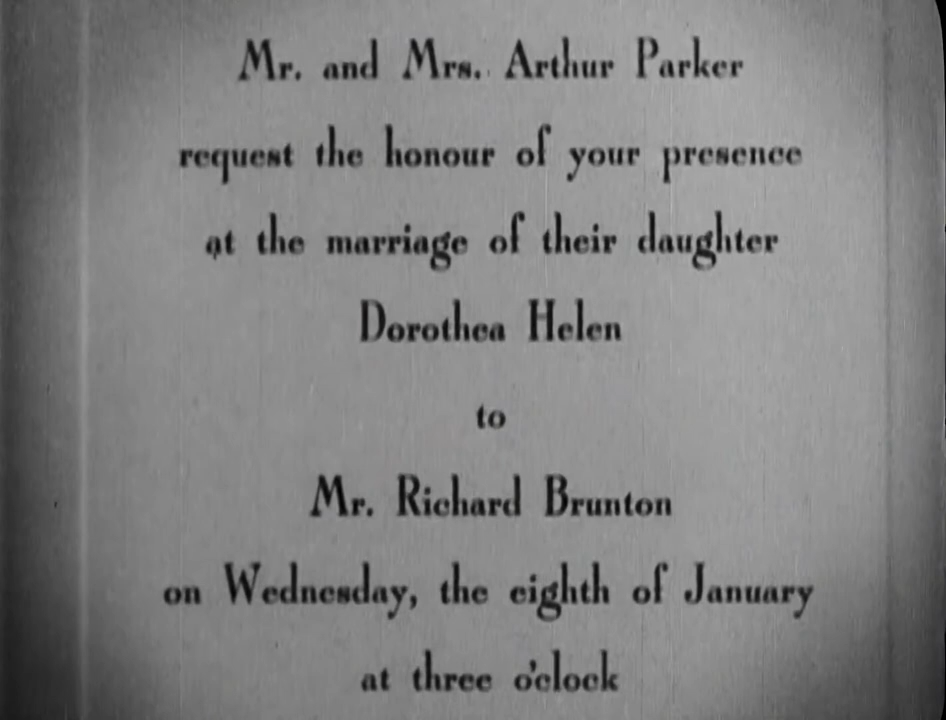 Mr. and Mrs. Arthur Parker
request the honour of your presence
at the marriage of their daughter
Dorothea Helen
to
Mr. Richard Brunton
on Wednesday, the eighth of January
at three o'clock